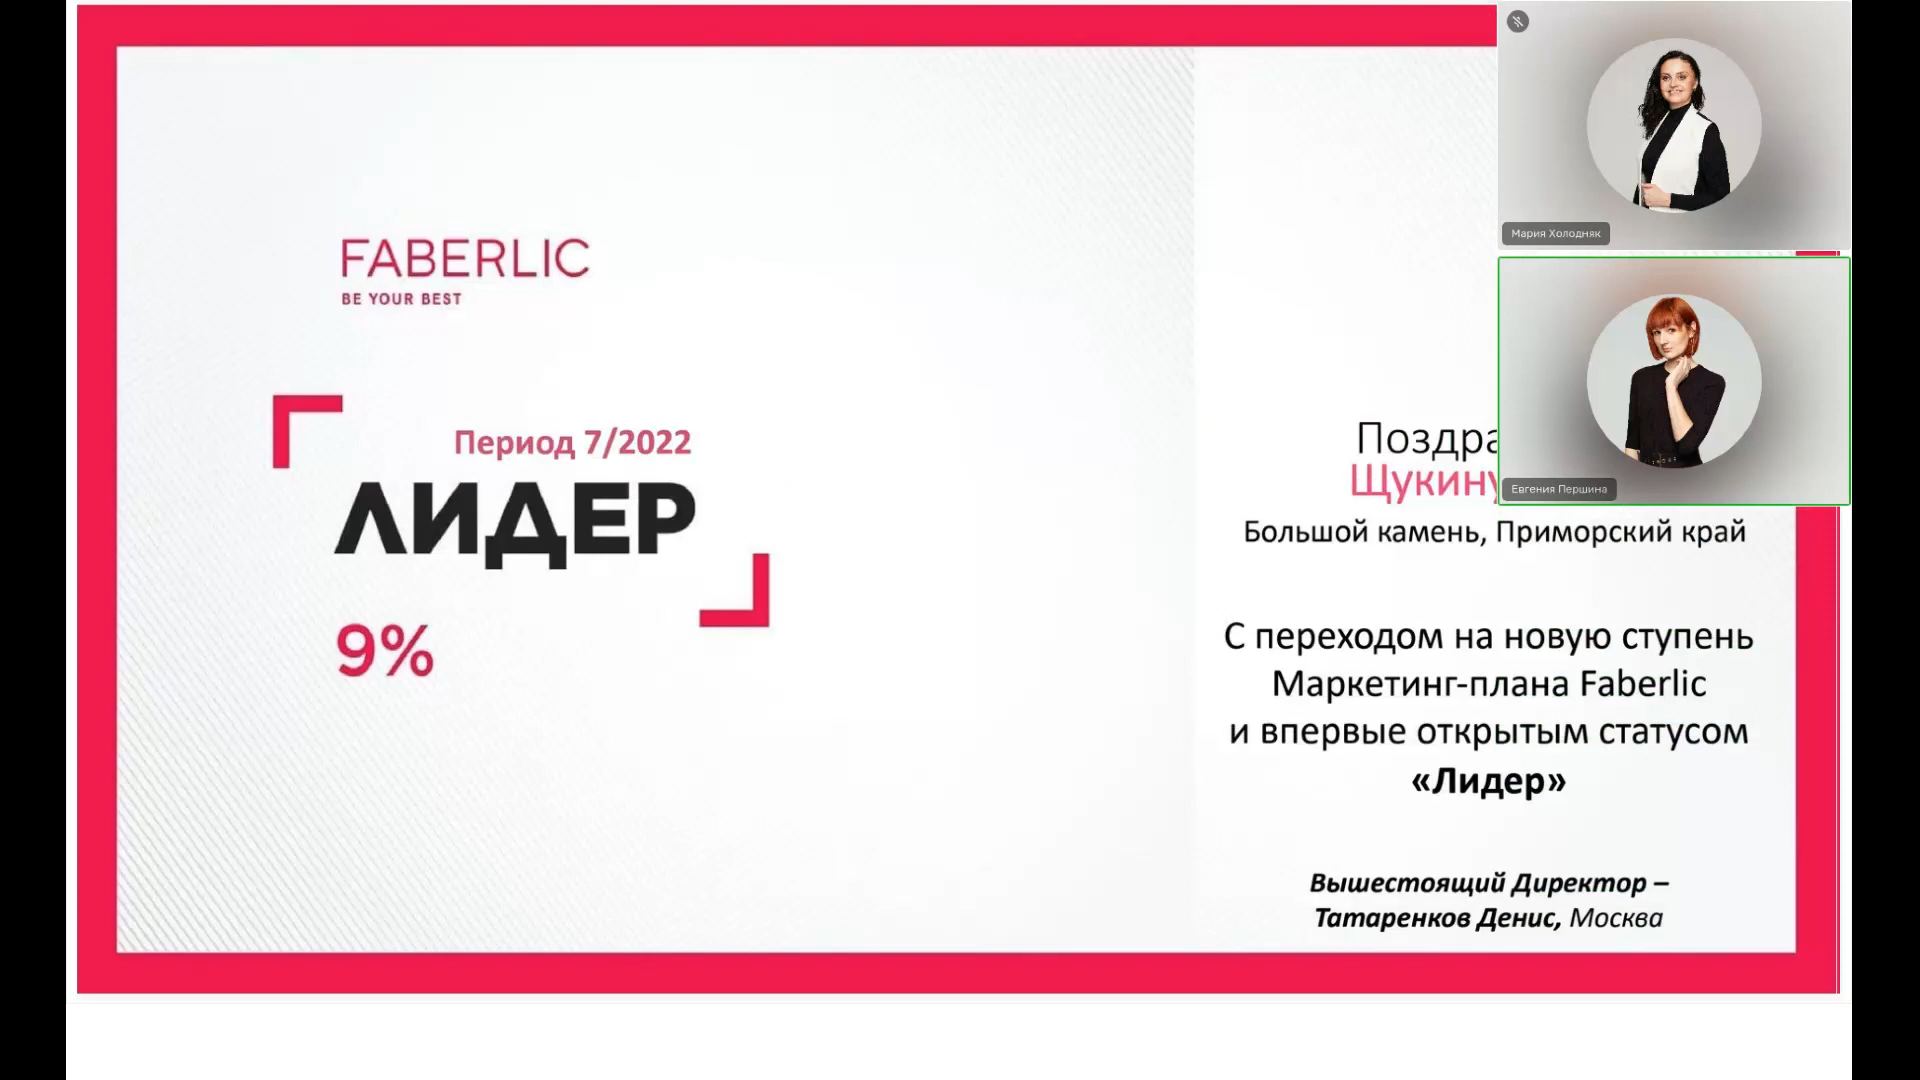 FABERLIC
BE YOUR BEST
Период 7/2022
ЛИДЕР
9%
Щукину
Большой камень, Приморский край
С переходом на новую ступень
Маркетинг-плана Faberlic
и впервые открытым статусом
«Лидер»
Вышестоящий Директор –
Татаренков Денис, Москва
Мария Холодняк
Евгения Першина